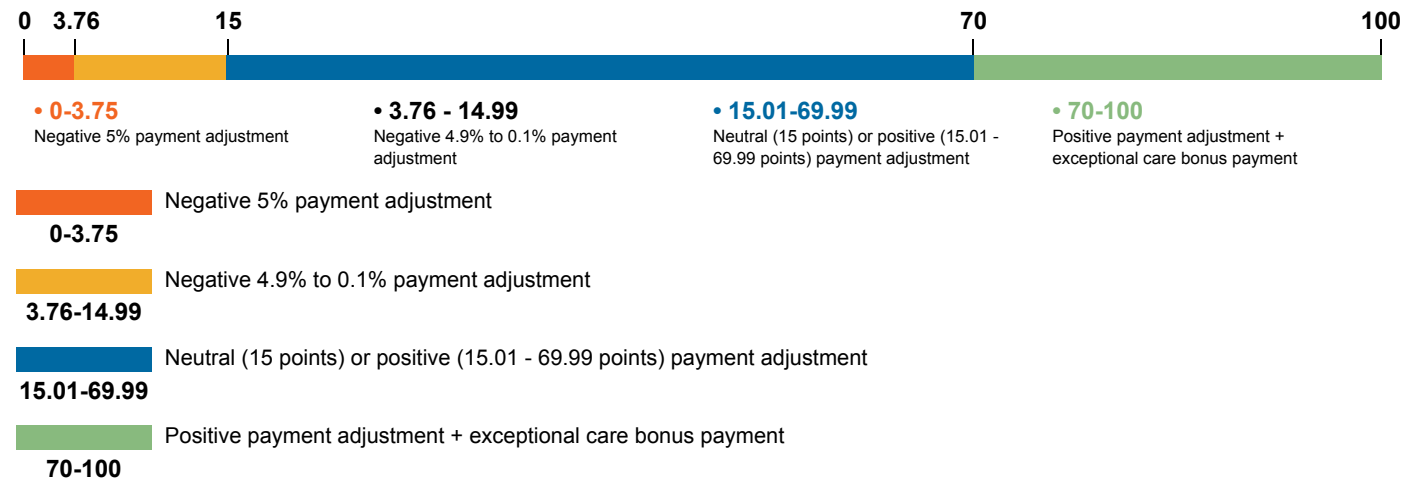 0 3.76 15 70 100
• 0-3.75
Negative 5% payment adjustment
• 3.76 - 14.99
Negative 4.9% to 0.1% payment
adjustment
• 15.01-69.99
Neutral (15 points) or positive (15.01 -
69.99 points) payment adjustment
• 70-100
Positive payment adjustment +
exceptional care bonus payment
Negative 5% payment adjustment
0-3.75
Negative 4.9% to 0.1% payment adjustment
3.76-14.99
Neutral (15 points) or positive (15.01 - 69.99 points) payment adjustment
15.01-69.99
Positive payment adjustment + exceptional care bonus payment
70-100